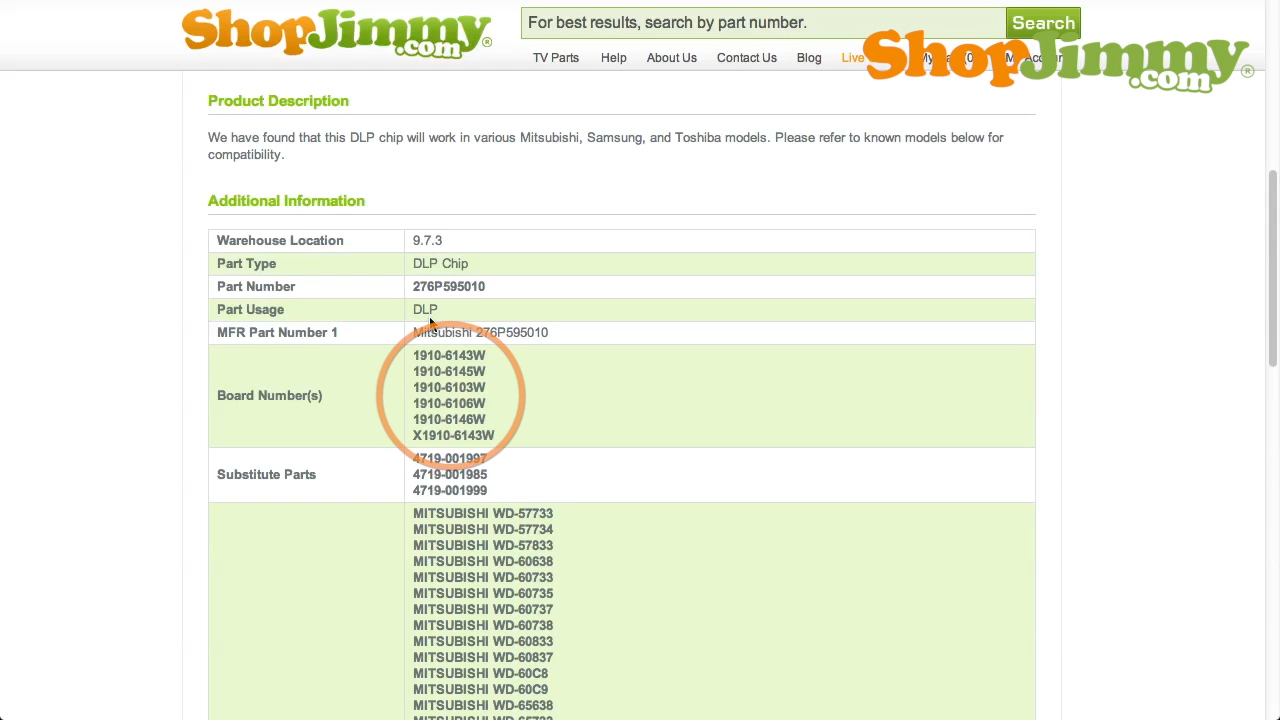 ShopJimmy.com®
For best results, search by part number.
Search
TV Parts Help About Us Contact Us Blog Live
ShopJimmy.com®
Product Description
We have found that this DLP chip will work in various Mitsubishi, Samsung, and Toshiba models. Please refer to known models below for
compatibility.
Additional Information
Warehouse Location 9.7.3
Part Type DLP Chip
Part Number 276P595010
Part Usage DLP
MFR Part Number 1 Mitsubishi 276P595010
Board Number(s)
1910-6143W
1910-6145W
1910-6103W
1910-6106W
1910-6146W
X1910-6143W
Substitute Parts
4719-001997
4719-001985
4719-001999
MITSUBISHI WD-57733
MITSUBISHI WD-57734
MITSUBISHI WD-57833
MITSUBISHI WD-60638
MITSUBISHI WD-60733
MITSUBISHI WD-60735
MITSUBISHI WD-60737
MITSUBISHI WD-60738
MITSUBISHI WD-60833
MITSUBISHI WD-60837
MITSUBISHI WD-60C8
MITSUBISHI WD-60C9
MITSUBISHI WD-65638